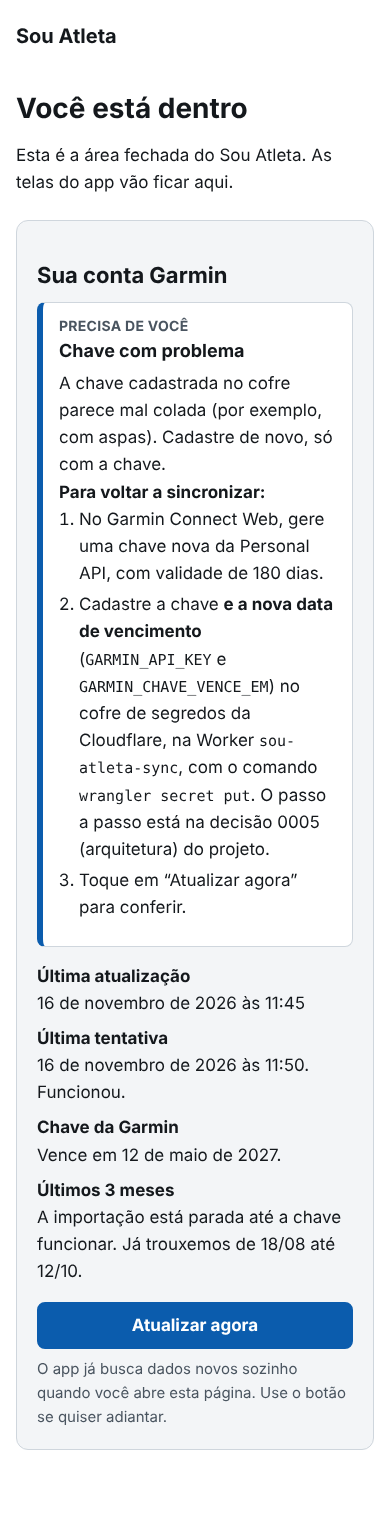 Sou Atleta
Você está dentro
Esta é a área fechada do Sou Atleta. As
telas do app vão ficar aqui.
Sua conta Garmin
PRECISA DE VOCÊ
Chave com problema
A chave cadastrada no cofre
parece mal colada (por exemplo,
com aspas). Cadastre de novo, só
com a chave.
Para voltar a sincronizar:
1. No Garmin Connect Web, gere
uma chave nova da Personal
API, com validade de 180 dias.
2. Cadastre a chave e a nova data
de vencimento
(GARMIN_API_KEY e
GARMIN_CHAVE_VENCE_EM) no
cofre de segredos da
Cloudflare, na Worker sou-
atleta-sync, com o comando
wrangler secret put. O passo
a passo está na decisão 0005
(arquitetura) do projeto.
3. Toque em “Atualizar agora”
para conferir.
Última atualização
16 de novembro de 2026 às 11:45
Última tentativa
16 de novembro de 2026 às 11:50.
Funcionou.
Chave da Garmin
Vence em 12 de maio de 2027.
Últimos 3 meses
A importação está parada até a chave
funcionar. Já trouxemos de 18/08 até
12/10.
Atualizar agora
O app já busca dados novos sozinho
quando você abre esta página. Use o botão
se quiser adiantar.